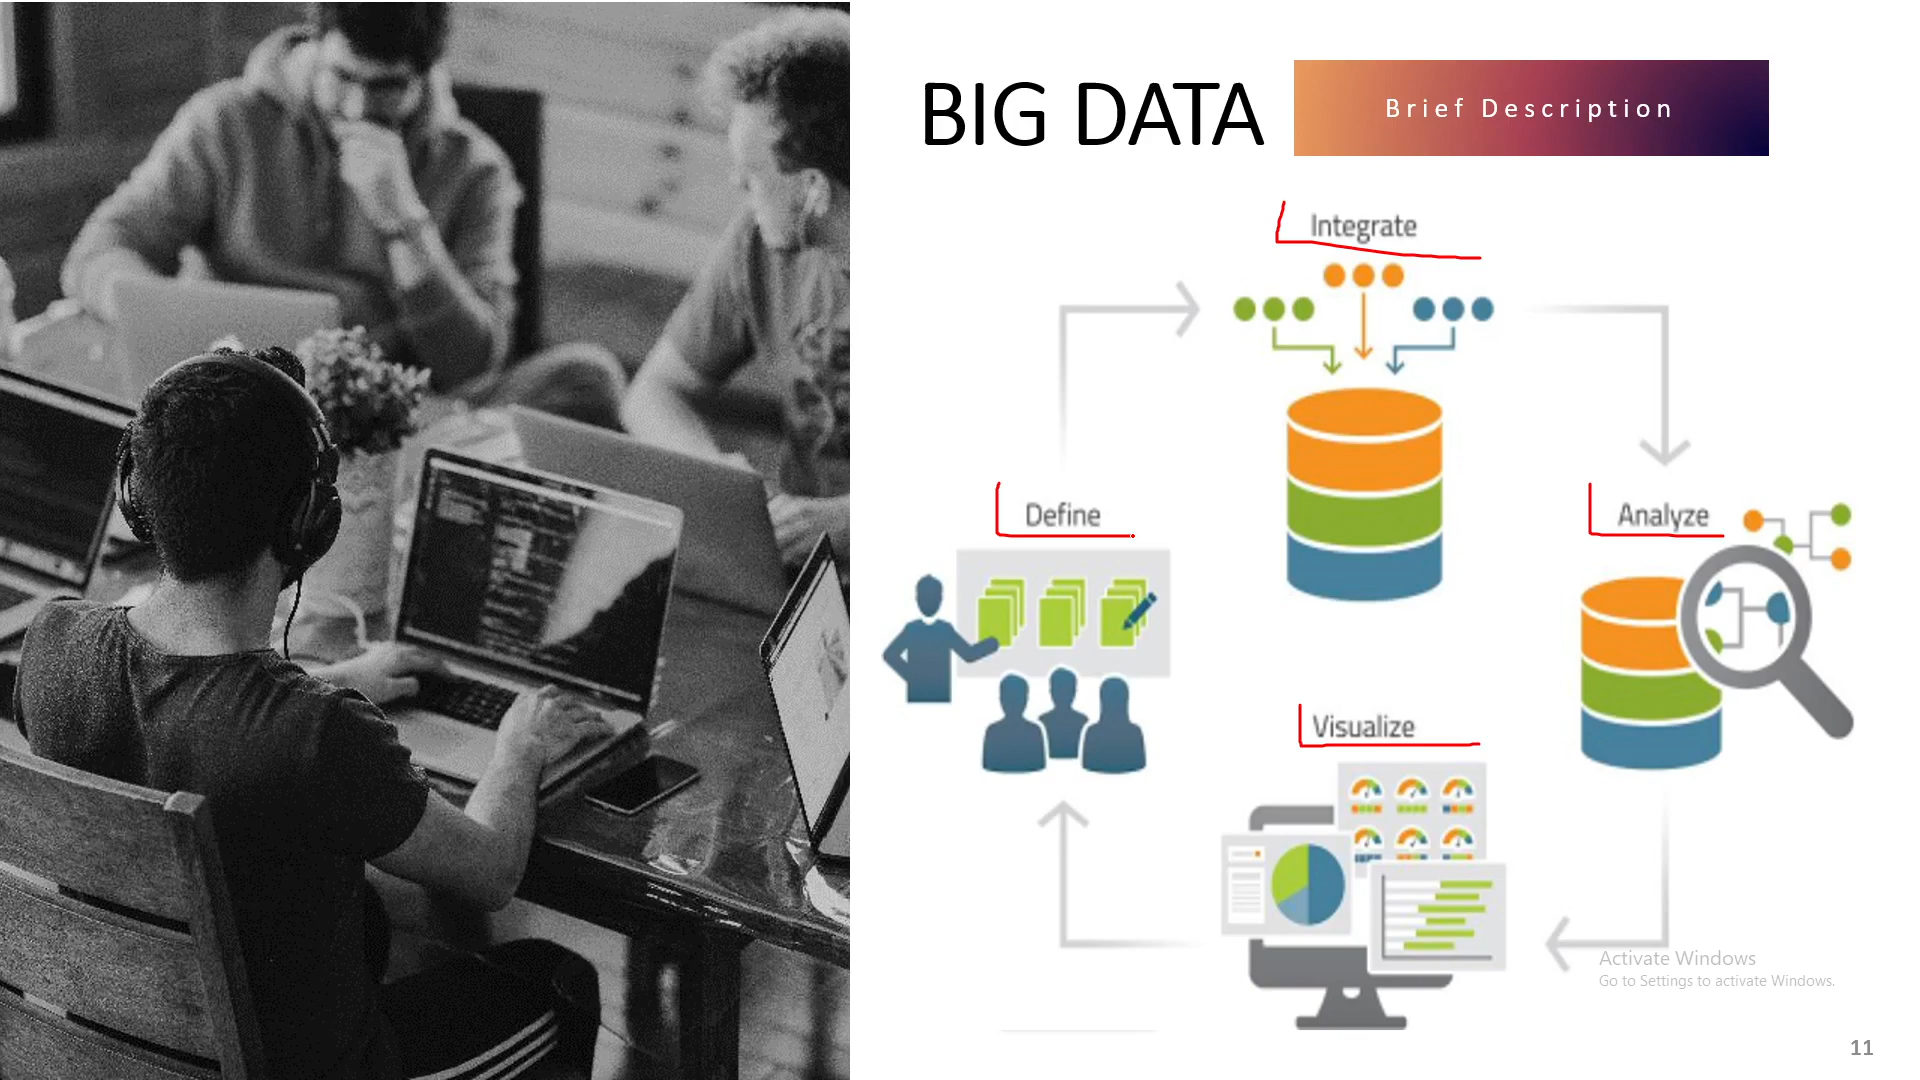 BIG DATA
Brief Description
Integrate
Define
Analyze
Visualize
Activate Windows
Go to Settings to activate Windows.
11